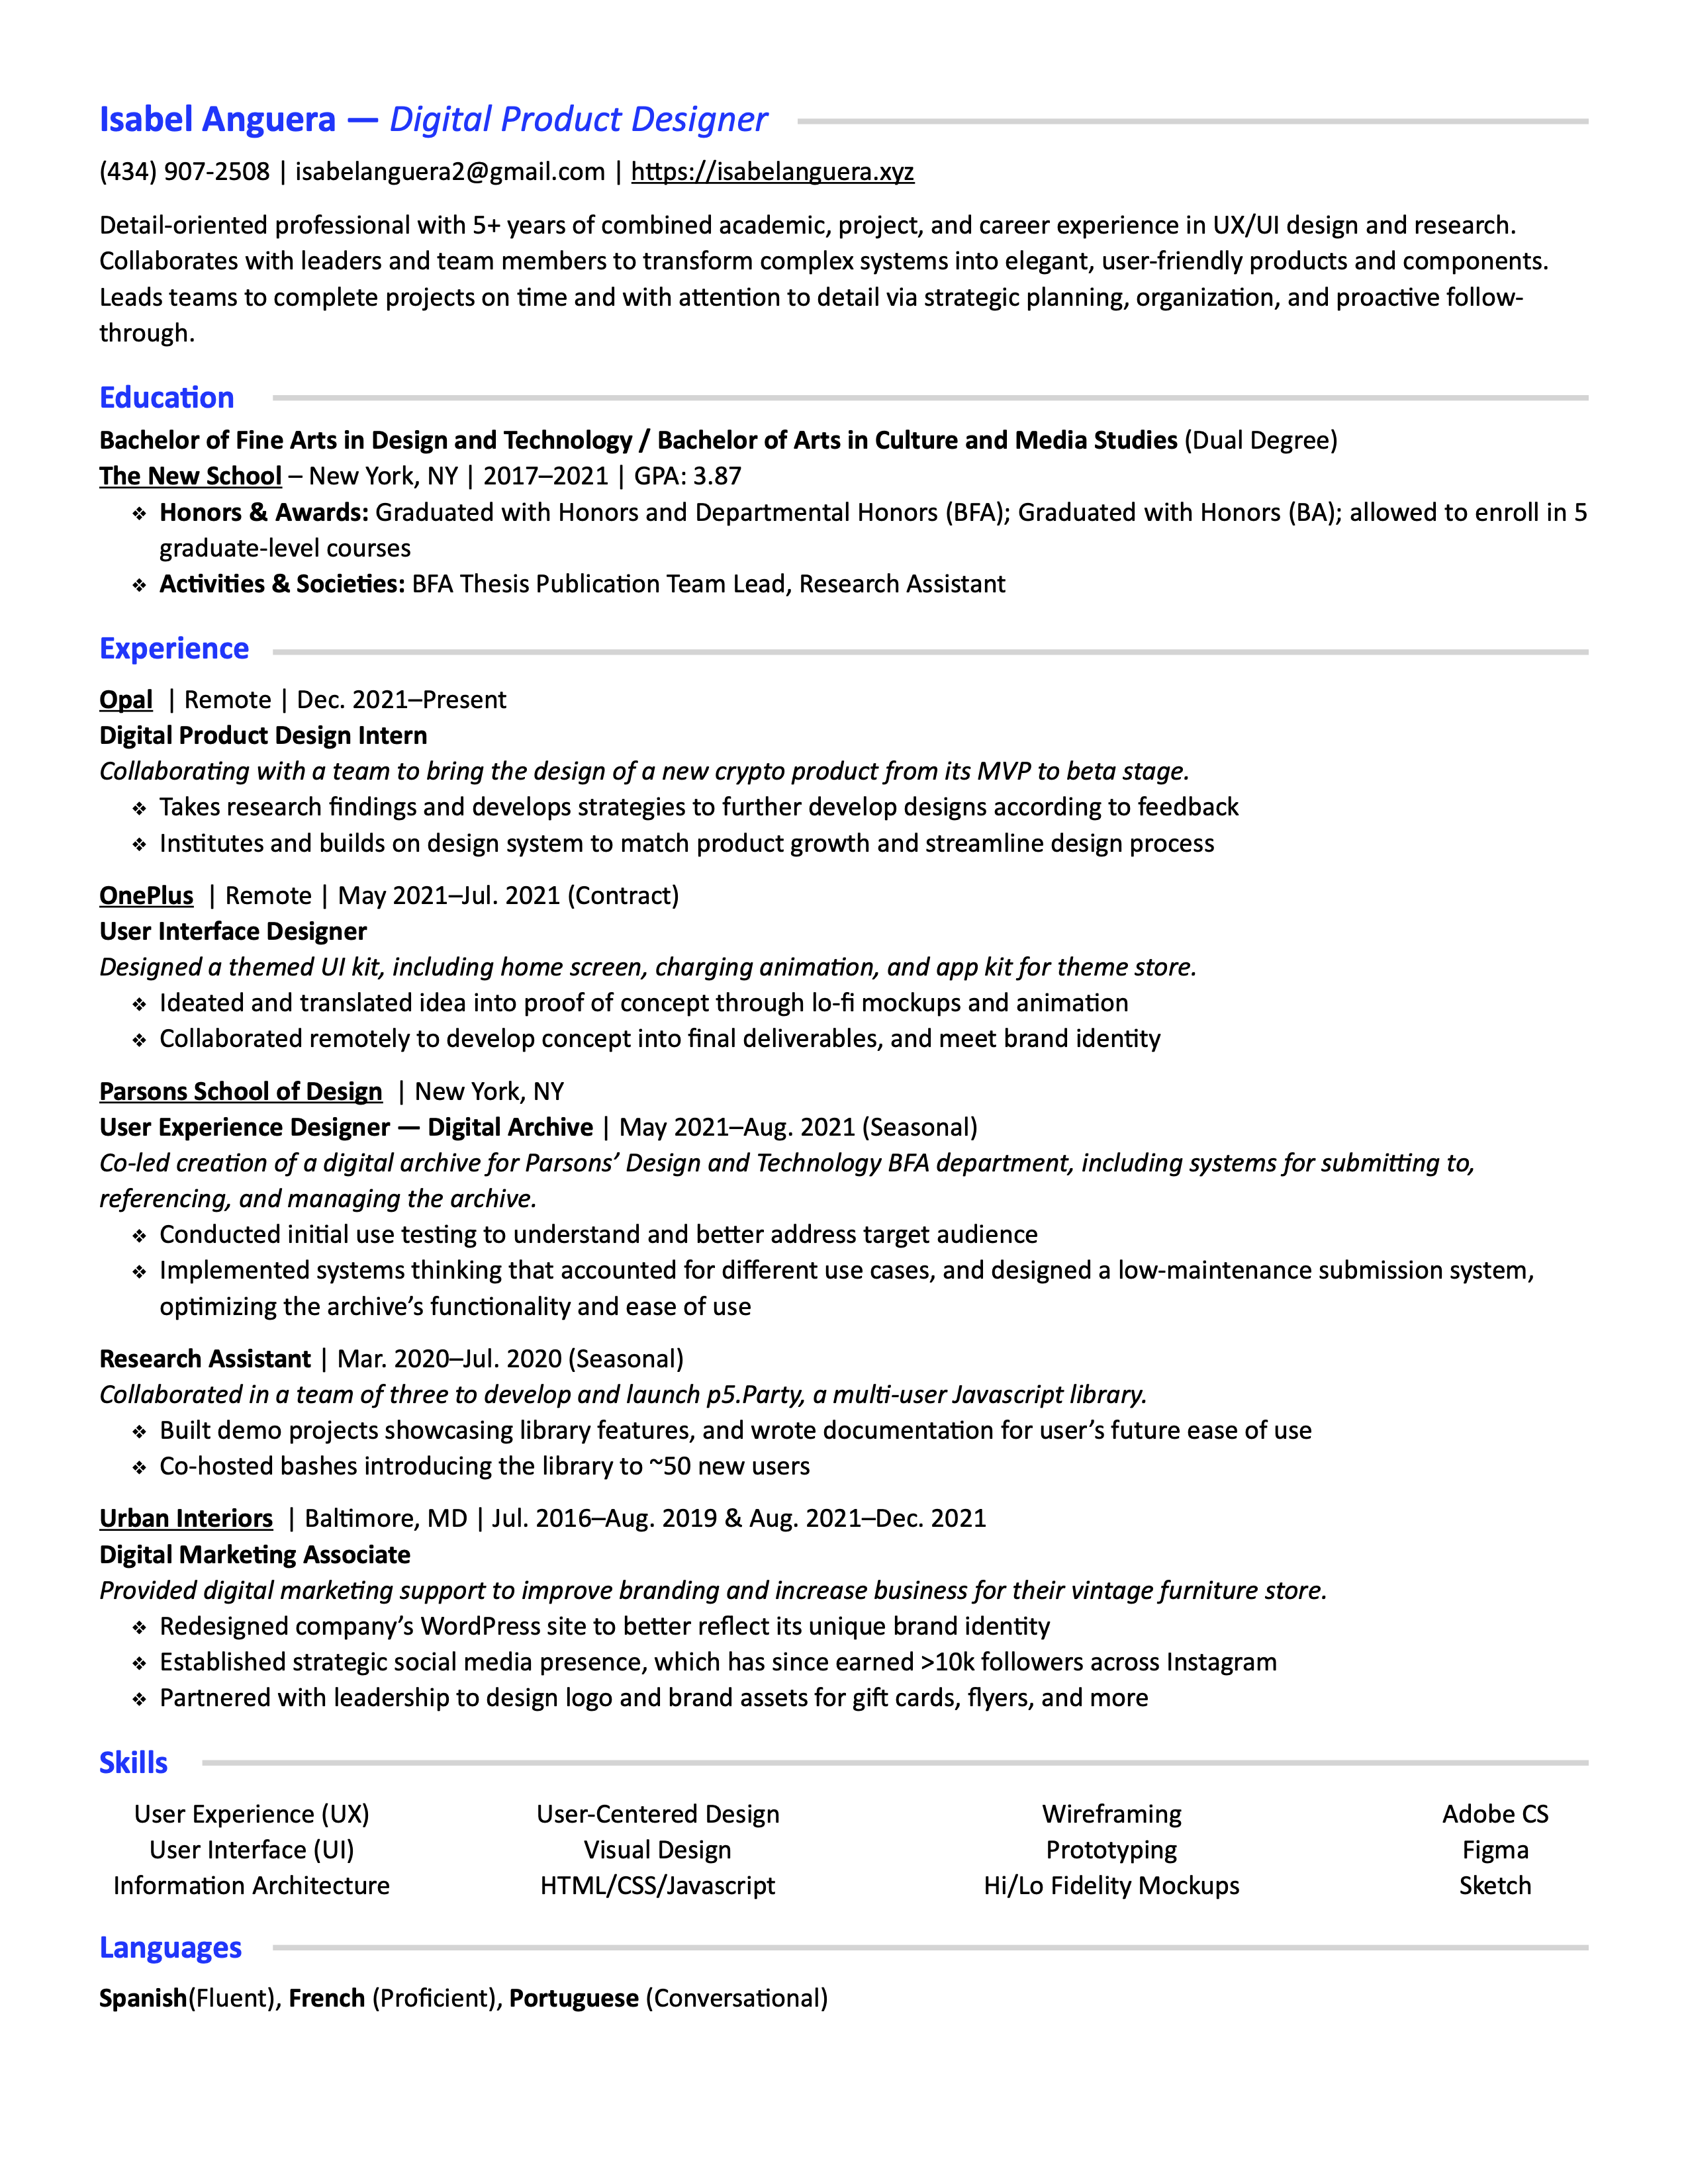 Isabel Anguera — Digital Product Designer
(434) 907-2508 | isabelanguera2@gmail.com | https://isabelanguera.xyz
Detail-oriented professional with 5+ years of combined academic, project, and career experience in UX/UI design and research.
Collaborates with leaders and team members to transform complex systems into elegant, user-friendly products and components.
Leads teams to complete projects on time and with attention to detail via strategic planning, organization, and proactive follow-
through.
Education
Bachelor of Fine Arts in Design and Technology / Bachelor of Arts in Culture and Media Studies (Dual Degree)
The New School – New York, NY | 2017–2021 | GPA: 3.87
❖ Honors & Awards: Graduated with Honors and Departmental Honors (BFA); Graduated with Honors (BA); allowed to enroll in 5
graduate-level courses
❖ Activities & Societies: BFA Thesis Publication Team Lead, Research Assistant
Experience
Opal | Remote | Dec. 2021–Present
Digital Product Design Intern
Collaborating with a team to bring the design of a new crypto product from its MVP to beta stage.
❖ Takes research findings and develops strategies to further develop designs according to feedback
❖ Institutes and builds on design system to match product growth and streamline design process
OnePlus | Remote | May 2021–Jul. 2021 (Contract)
User Interface Designer
Designed a themed UI kit, including home screen, charging animation, and app kit for theme store.
❖ Ideated and translated idea into proof of concept through lo-fi mockups and animation
❖ Collaborated remotely to develop concept into final deliverables, and meet brand identity
Parsons School of Design | New York, NY
User Experience Designer — Digital Archive | May 2021–Aug. 2021 (Seasonal)
Co-led creation of a digital archive for Parsons’ Design and Technology BFA department, including systems for submitting to,
referencing, and managing the archive.
❖ Conducted initial use testing to understand and better address target audience
❖ Implemented systems thinking that accounted for different use cases, and designed a low-maintenance submission system,
optimizing the archive’s functionality and ease of use
Research Assistant | Mar. 2020–Jul. 2020 (Seasonal)
Collaborated in a team of three to develop and launch p5.Party, a multi-user Javascript library.
❖ Built demo projects showcasing library features, and wrote documentation for user’s future ease of use
❖ Co-hosted bashes introducing the library to ~50 new users
Urban Interiors | Baltimore, MD | Jul. 2016–Aug. 2019 & Aug. 2021–Dec. 2021
Digital Marketing Associate
Provided digital marketing support to improve branding and increase business for their vintage furniture store.
❖ Redesigned company’s WordPress site to better reflect its unique brand identity
❖ Established strategic social media presence, which has since earned >10k followers across Instagram
❖ Partnered with leadership to design logo and brand assets for gift cards, flyers, and more
Skills
User Experience (UX) User-Centered Design Wireframing Adobe CS
User Interface (UI) Visual Design Prototyping Figma
Information Architecture HTML/CSS/Javascript Hi/Lo Fidelity Mockups Sketch
Languages
Spanish(Fluent), French (Proficient), Portuguese (Conversational)